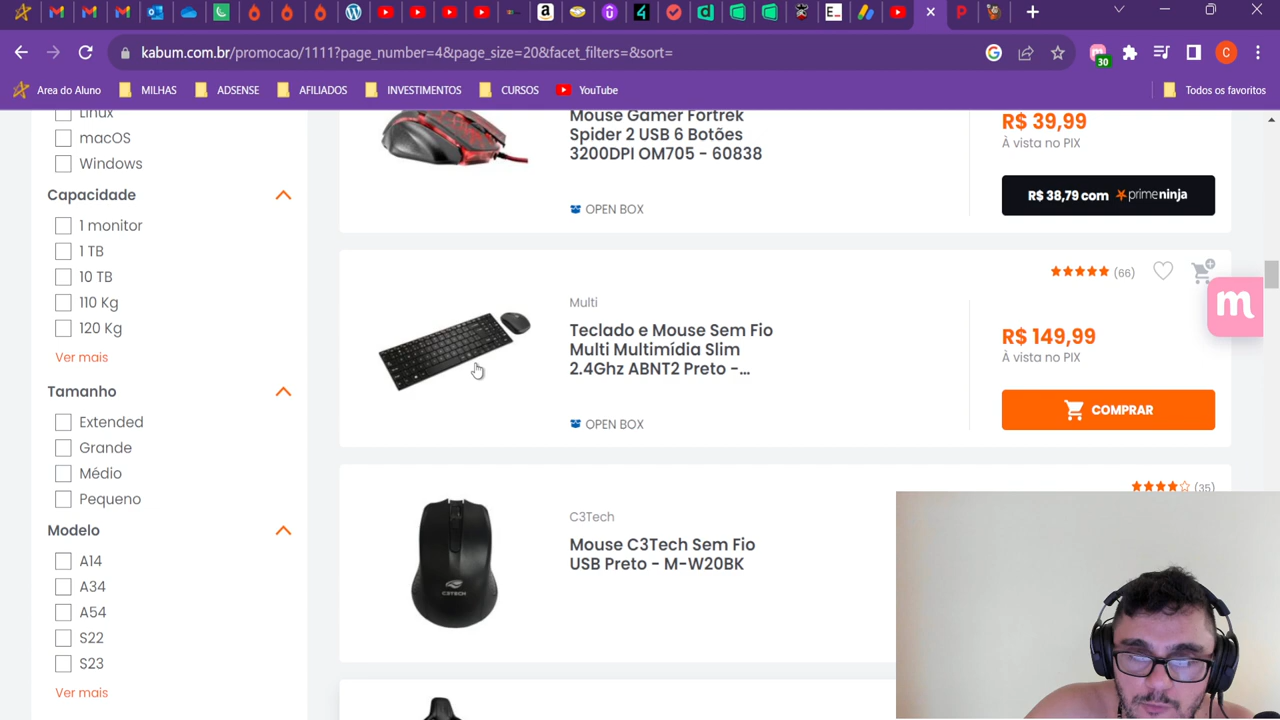 kabum.com.br/promocao/1111?page_number=4&page_size=20&facet_filters=&sort=
30
C
Area do Aluno
MILHAS
ADSENSE
AFILIADOS
INVESTIMENTOS
CURSOS
YouTube
Todos os favoritos
Linux
macOS
Windows
Capacidade
1 monitor
1 TB
10 TB
110 Kg
120 Kg
Ver mais
Tamanho
Extended
Grande
Médio
Pequeno
Modelo
A14
A34
A54
S22
S23
Ver mais
Mouse Gamer Fortrek
Spider 2 USB 6 Botões
3200DPI OM705 - 60838
OPEN BOX
R$ 39,99
À vista no PIX
R$ 38,79 com primeninja
(66)
Multi
Teclado e Mouse Sem Fio
Multi Multimídia Slim
2.4Ghz ABNT2 Preto -...
OPEN BOX
R$ 149,99
À vista no PIX
COMPRAR
m
(35)
C3Tech
Mouse C3Tech Sem Fio
USB Preto - M-W20BK
C3TECH